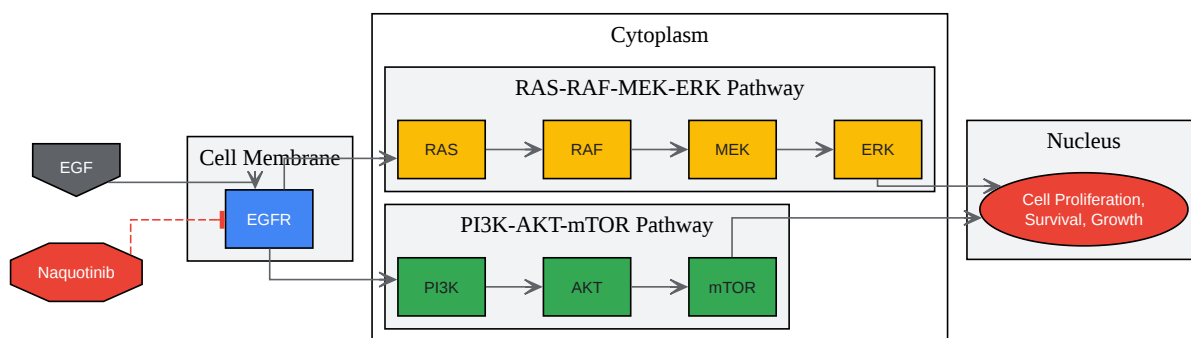 Cytoplasm
RAS-RAF-MEK-ERK Pathway
RAS
RAF
MEK
ERK
Nucleus
Cell Proliferation,
Survival, Growth
EGF
Cell Membrane
EGFR
Naquotinib
PI3K-AKT-mTOR Pathway
PI3K
AKT
mTOR